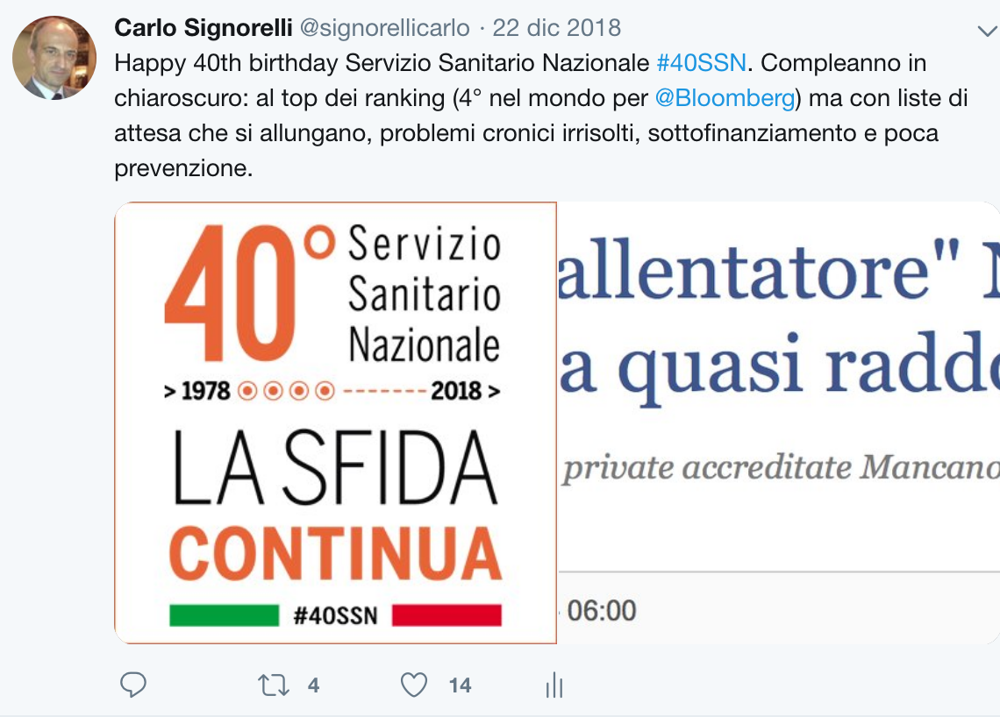 Carlo Signorelli @signorellicarlo · 22 dic 2018
Happy 40th birthday Servizio Sanitario Nazionale #40SSN. Compleanno in
chiaroscuro: al top dei ranking (4° nel mondo per @Bloomberg) ma con liste di
attesa che si allungano, problemi cronici irrisolti, sottofinanziamento e poca
prevenzione.
40° Servizio
Sanitario
Nazionale
> 1978 2018 >
LA SFIDA
CONTINUA
#40SSN
allentatore"
a quasi
private accreditate Mancano
06:00
4 14